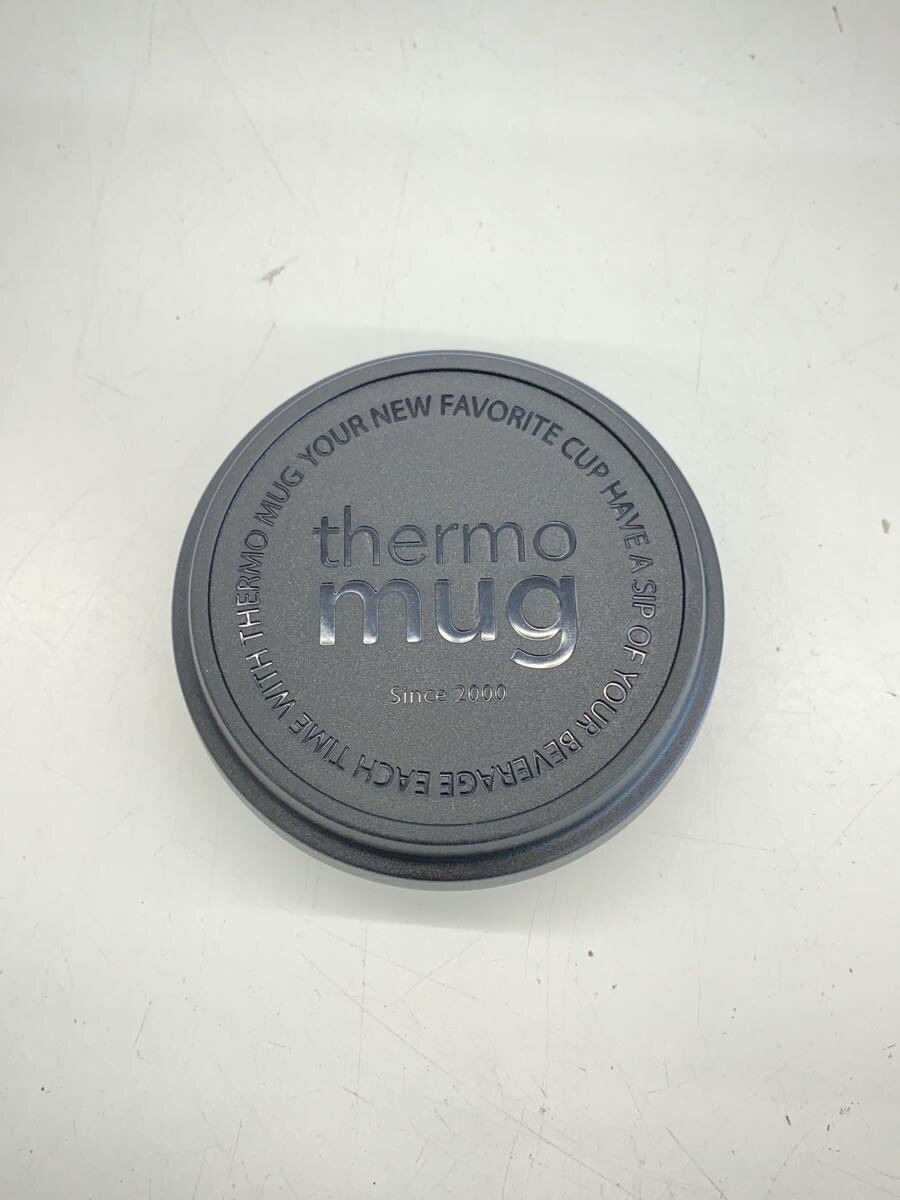 thermo
mug
Since 2000
THERMO MUG YOUR NEW FAVORITE CUP HAVE A SIP OF YOUR BEVERAGE EACH TIME WITH